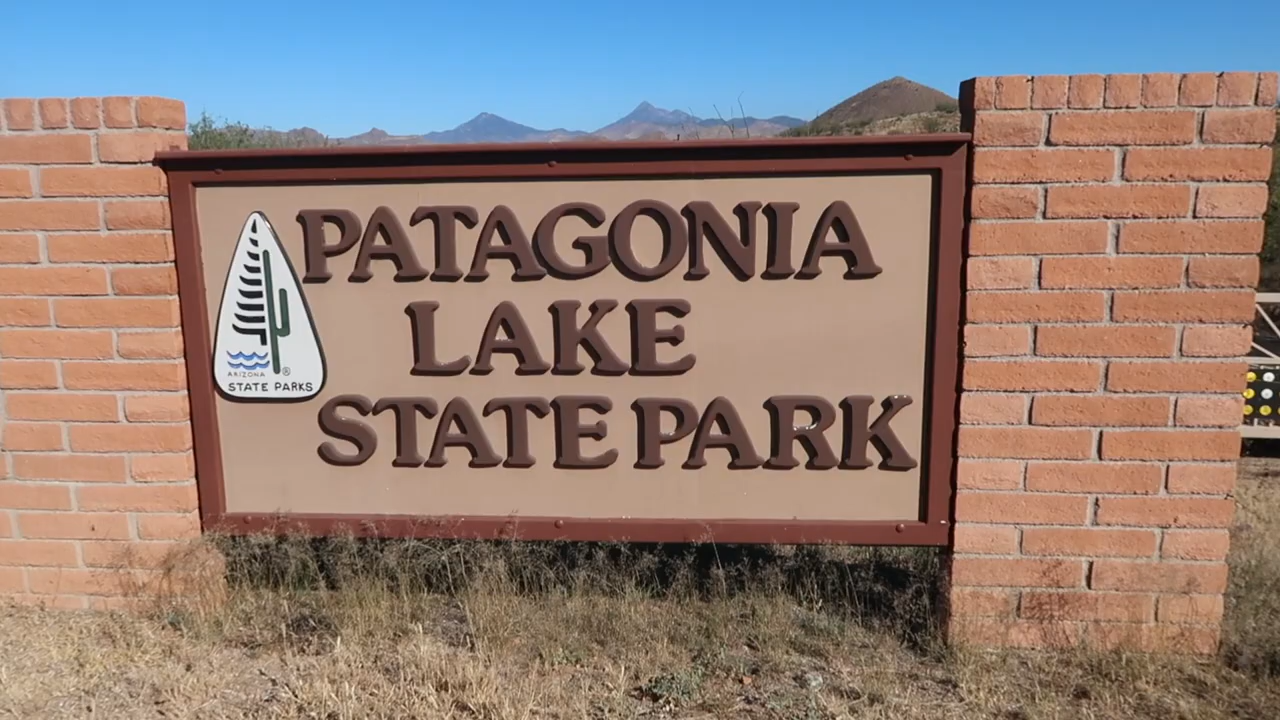 PATAGONIA
LAKE
STATE PARK
ARIZONA ®
STATE PARKS